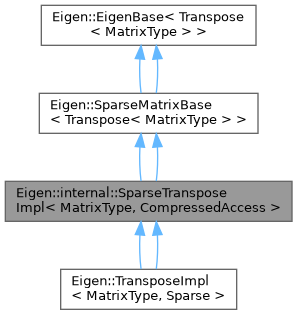 Eigen::EigenBase< Transpose
< MatrixType > >
Eigen::SparseMatrixBase
< Transpose< MatrixType > >
Eigen::internal::SparseTranspose
Impl< MatrixType, CompressedAccess >
Eigen::TransposeImpl
< MatrixType, Sparse >